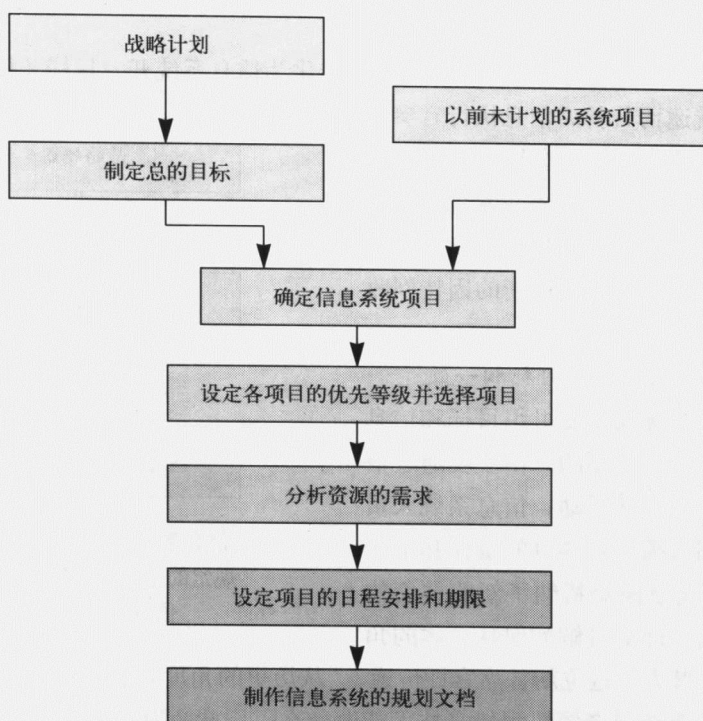 战略计划
以前未计划的系统项目
制定总的目标
确定信息系统项目
设定各项目的优先等级并选择项目
分析资源的需求
设定项目的日程安排和期限
制作信息系统的规划文档